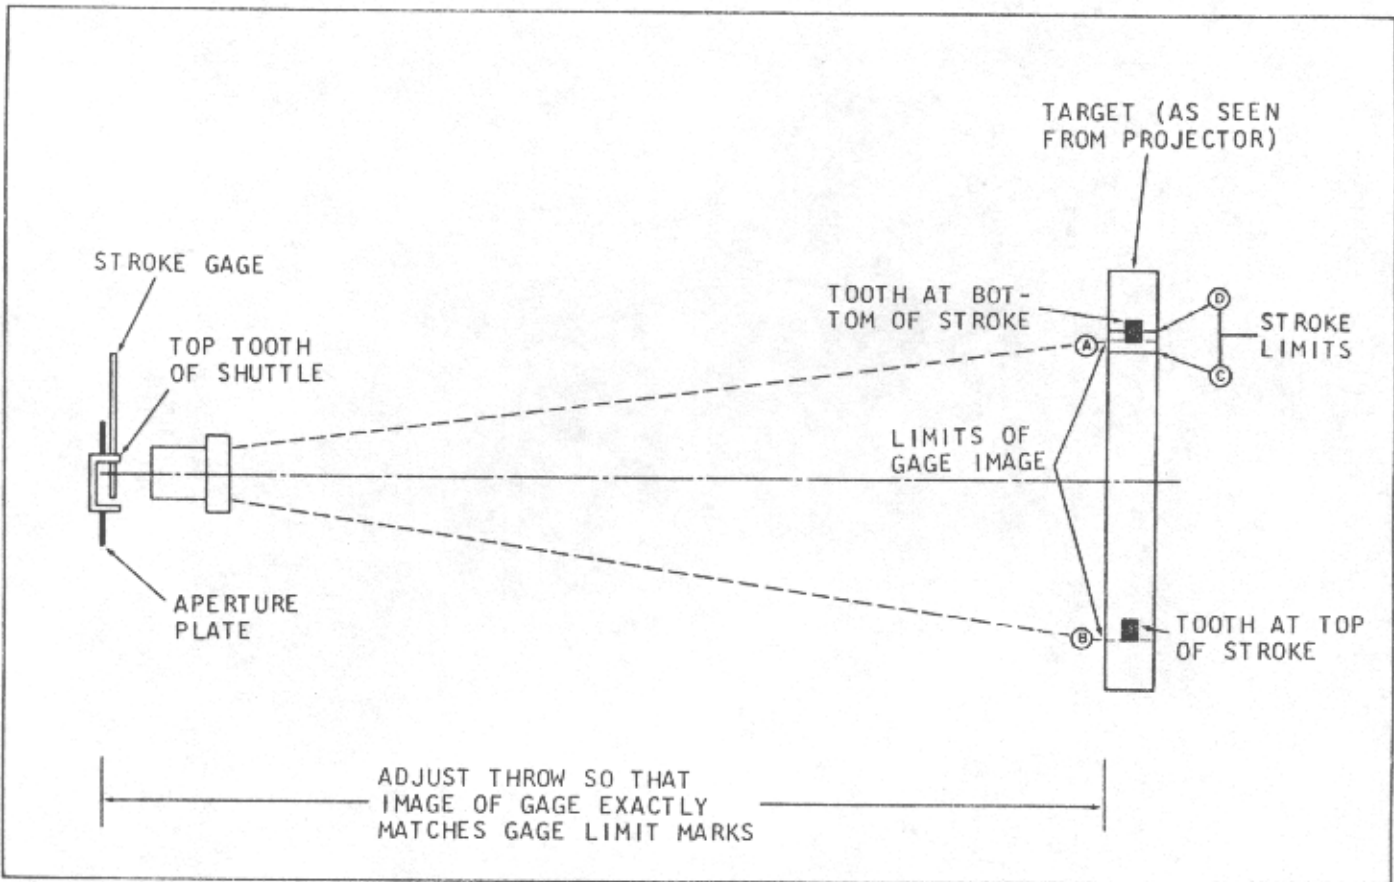 TARGET (AS SEEN
FROM PROJECTOR)
STROKE GAGE
TOP TOOTH
OF SHUTTLE
TOOTH AT BOT-
TOM OF STROKE
D
A
STROKE
LIMITS
C
LIMITS OF
GAGE IMAGE
APERTURE
PLATE
B
TOOTH AT TOP
OF STROKE
ADJUST THROW SO THAT
IMAGE OF GAGE EXACTLY
MATCHES GAGE LIMIT MARKS